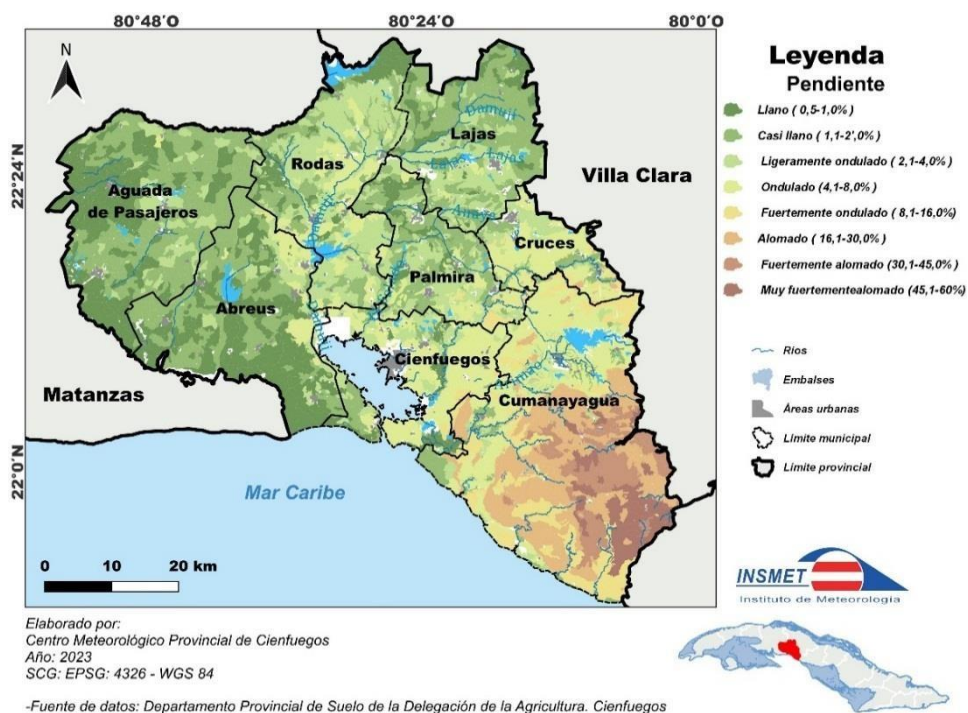 80°48'O 80°24'O 80°0'O
N
22°24'N
22°0'N
Rodas
Lajas
Damují
Lajas Lajas
Aguada
de Pasajeros
Villa Clara
Cruces
Palmira
Damují
Abreus
Damují
Cienfuegos
Matanzas
Cumanayagua
Mar Caribe
0 10 20 km
Leyenda
Pendiente
Llano ( 0,5-1,0% )
Casi llano ( 1,1-2',0% )
Ligeramente ondulado ( 2,1-4,0% )
Ondulado (4,1-8,0%)
Fuertemente ondulado ( 8,1-16,0%)
Alomado ( 16,1-30,0%)
Fuertemente alomado (30,1-45,0%)
Muy fuertementealomado (45,1-60%)
Ríos
Embalses
Áreas urbanas
Límite municipal
Límite provincial
INSMET
Instituto de Meteorología
Elaborado por:
Centro Meteorológico Provincial de Cienfuegos
Año: 2023
SCG: EPSG: 4326 - WGS 84
-Fuente de datos: Departamento Provincial de Suelo de la Delegación de la Agricultura. Cienfuegos